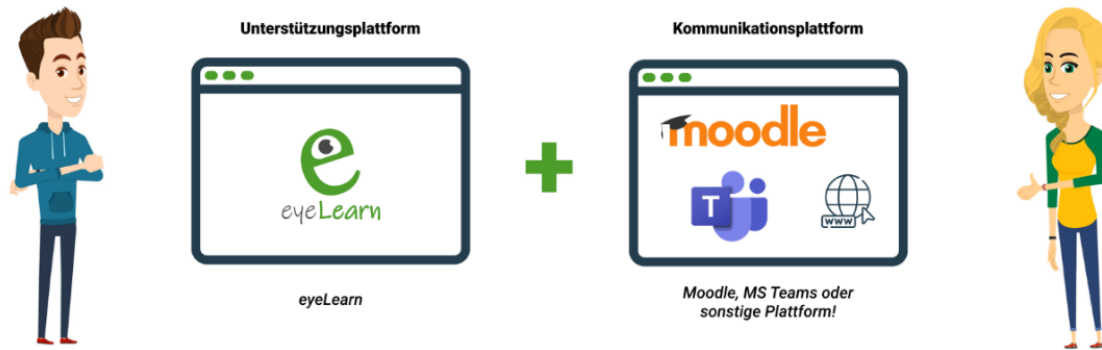 Unterstützungsplattform
Kommunikationsplattform
eyeLearn
moodle
T
www
eyeLearn
Moodle, MS Teams oder
sonstige Plattform!